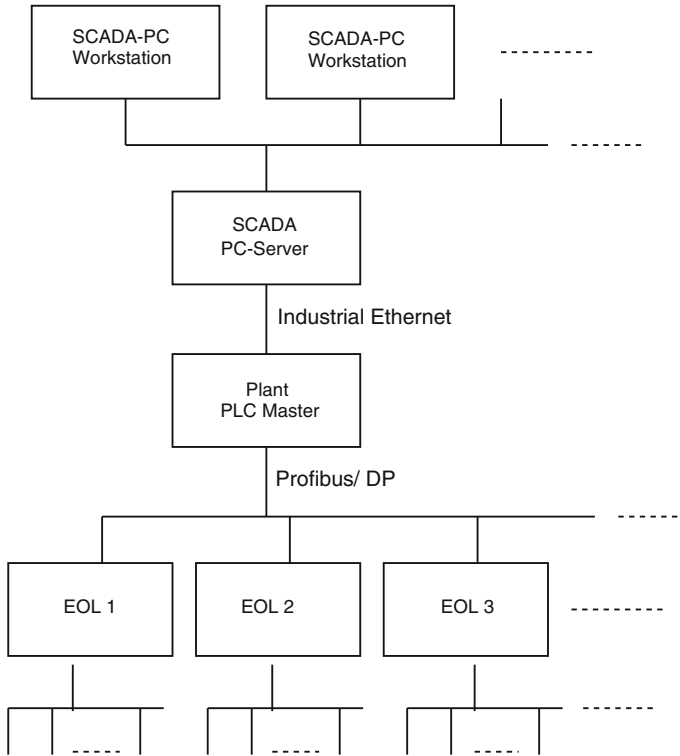 SCADA-PC
Workstation
SCADA-PC
Workstation
SCADA
PC-Server
Industrial Ethernet
Plant
PLC Master
Profibus/ DP
EOL 1
EOL 2
EOL 3